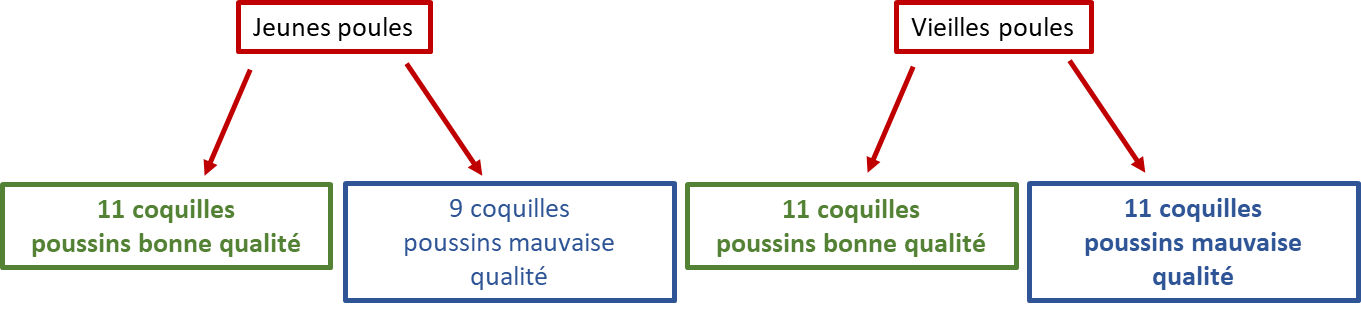 Jeunes poules
Vieilles poules
11 coquilles
poussins bonne qualité
9 coquilles
poussins mauvaise
qualité
11 coquilles
poussins bonne qualité
11 coquilles
poussins mauvaise
qualité